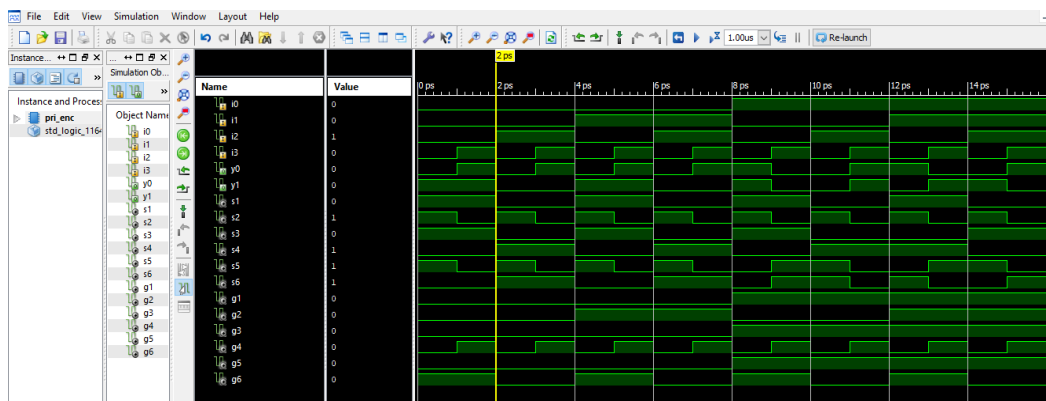 File Edit View Simulation Window Layout Help
1.00us Re-launch
Instance... ...
Simulation Ob...
Instance and Process
pri_enc
std_logic_1164
Object Name
i0
i1
i2
i3
y0
y1
s1
s2
s3
s4
s5
s6
g1
g2
g3
g4
g5
g6
2 ps
Name Value 0 ps 2 ps 4 ps 6 ps 8 ps 10 ps 12 ps 14 ps
i0 0
i1 0
i2 1
i3 0
y0 0
y1 0
s1 0
s2 1
s3 0
s4 1
s5 1
s6 1
g1 0
g2 0
g3 0
g4 0
g5 0
g6 0